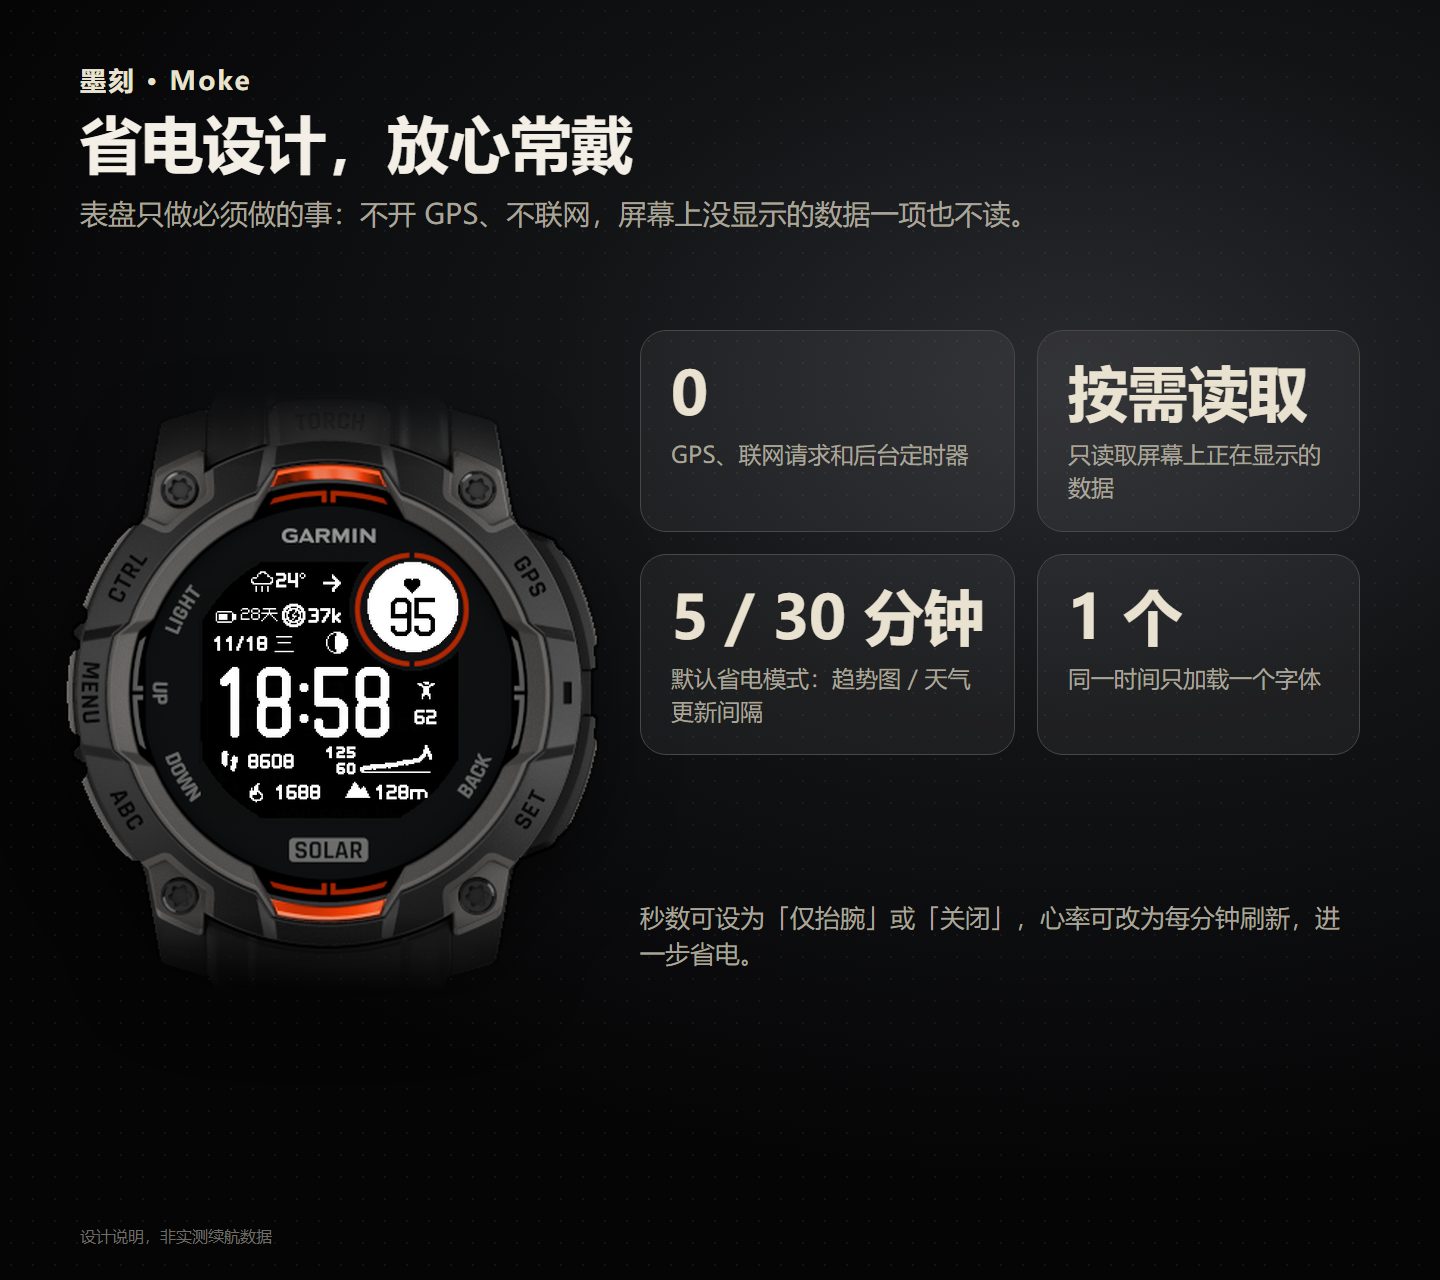 墨刻 · Moke
省电设计，放心常戴
表盘只做必须做的事：不开 GPS、不联网，屏幕上没显示的数据一项也不读。
TORCH
GARMIN
CTRL
LIGHT
GPS
MENU
UP
DOWN
BACK
ABC
SET
24°
28天
37k
95
11/18 三
18:58
62
8608
125
60
1688
128m
SOLAR
0
GPS、联网请求和后台定时器
按需读取
只读取屏幕上正在显示的
数据
5 / 30 分钟
默认省电模式：趋势图 / 天气
更新间隔
1 个
同一时间只加载一个字体
秒数可设为「仅抬腕」或「关闭」，心率可改为每分钟刷新，进
一步省电。
设计说明，非实测续航数据